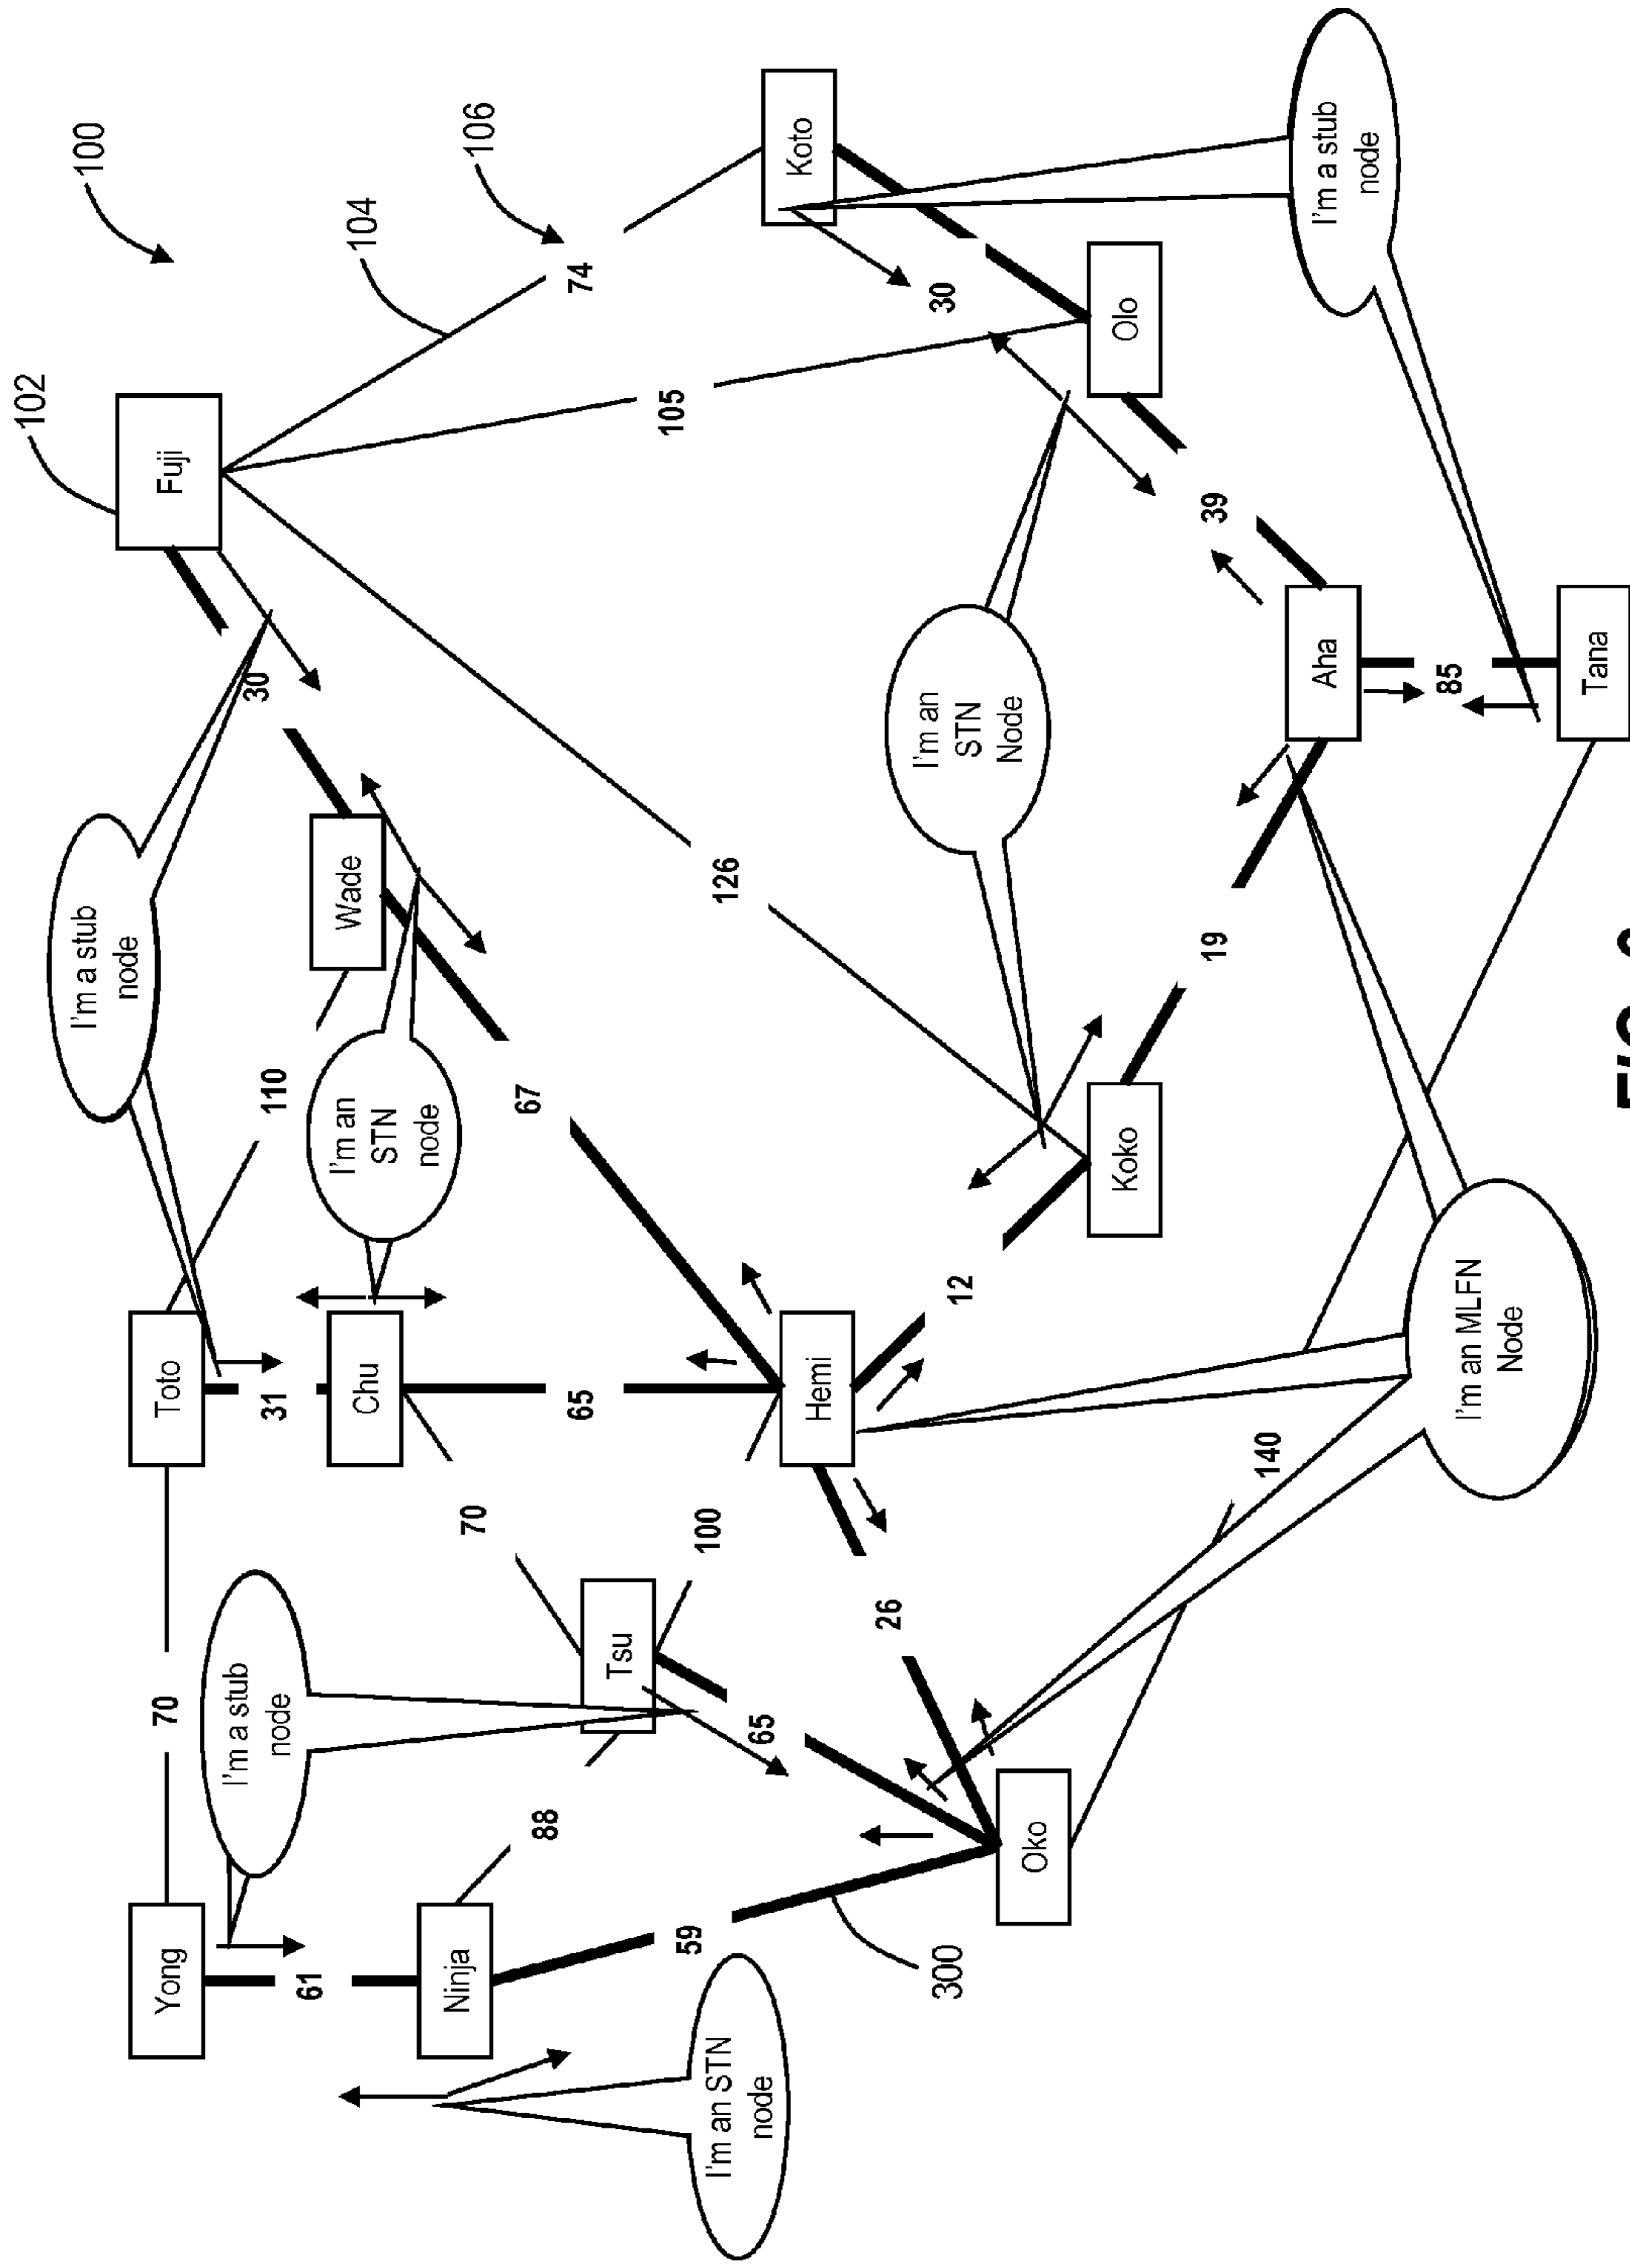 102
100
I'm a stub
node
Yong
70
Toto
Fuji
I'm a stub
node
61
31
110
30
104
Chu
I'm an
STN
node
Wade
Ninja
70
67
106
88
65
74
59
Tsu
100
105
I'm an STN
node
65
126
Hemi
Koto
26
300
12
I'm an
STN
Node
30
Oko
Koko
Olo
140
19
39
Aha
I'm a stub
node
85
I'm an MLFN
Node
Tana
FIG.